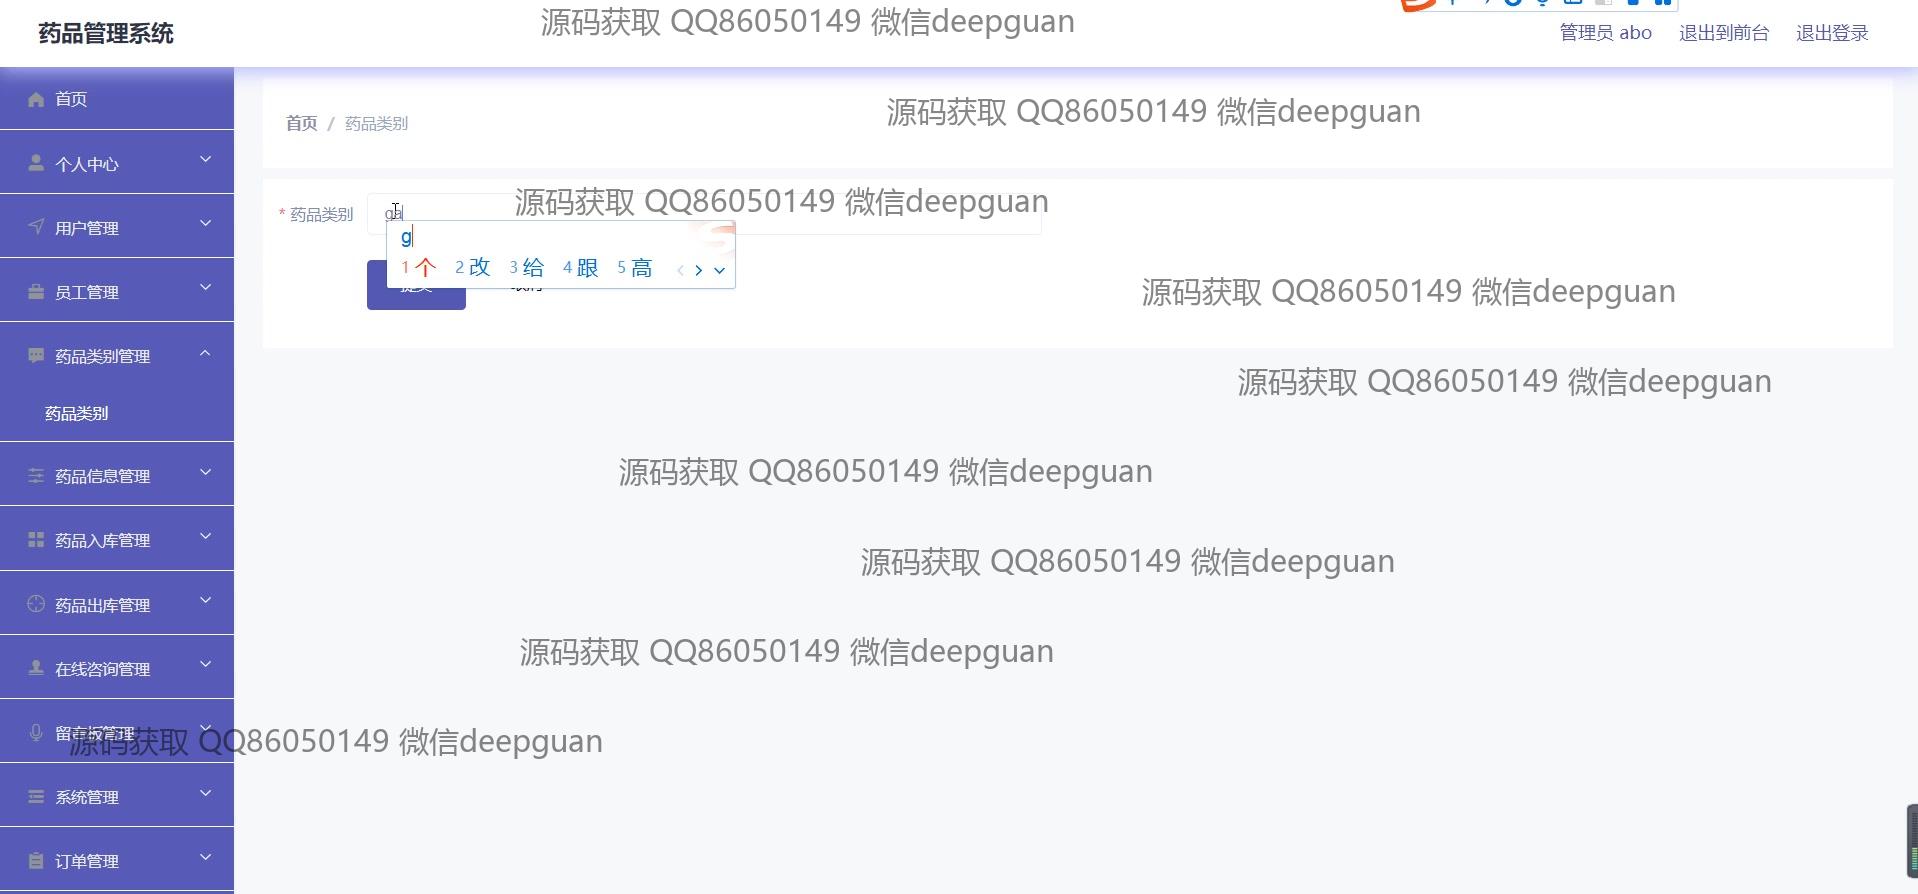 药品管理系统
源码获取 QQ86050149 微信deepguan
管理员 abo
退出到前台
退出登录
首页
个人中心
用户管理
员工管理
药品类别管理
药品类别
药品信息管理
药品入库管理
药品出库管理
在线咨询管理
留言板管理
系统管理
订单管理
首页 / 药品类别
源码获取 QQ86050149 微信deepguan
* 药品类别
ga
源码获取 QQ86050149 微信deepguan
g
1 个 2 改 3 给 4 跟 5 高
源码获取 QQ86050149 微信deepguan
源码获取 QQ86050149 微信deepguan
源码获取 QQ86050149 微信deepguan
源码获取 QQ86050149 微信deepguan
源码获取 QQ86050149 微信deepguan
源码获取 QQ86050149 微信deepguan